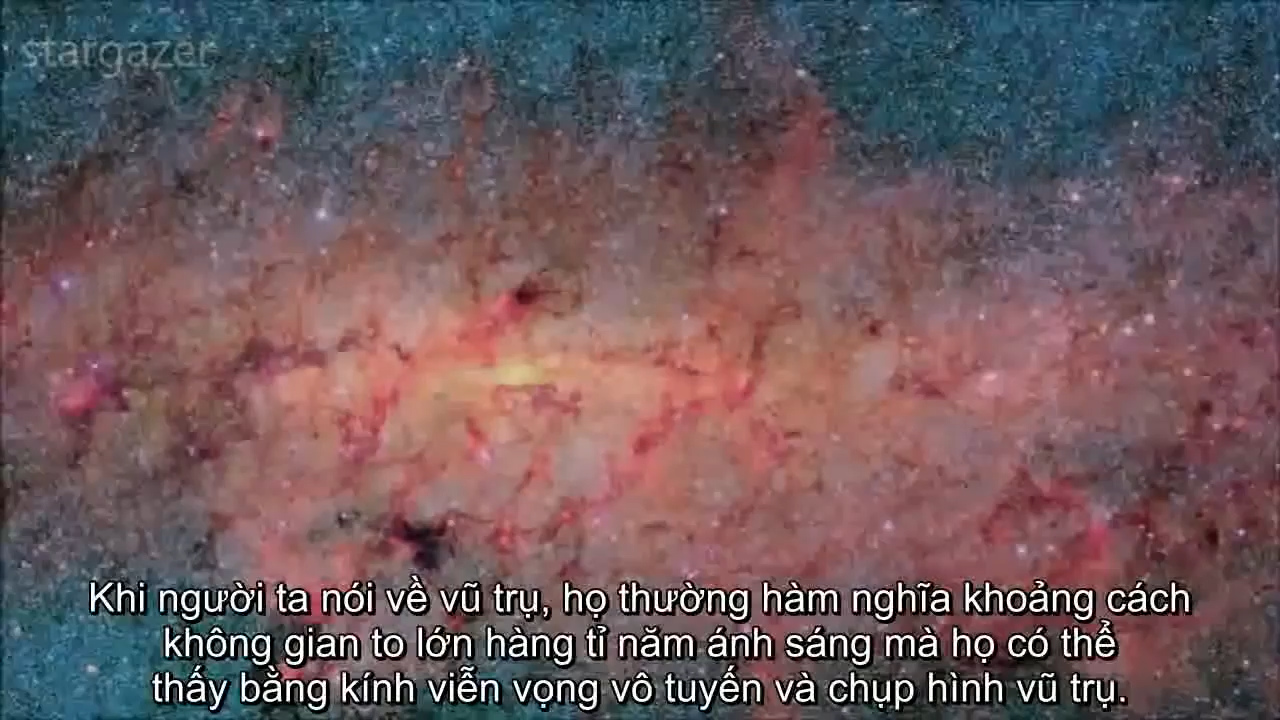 stargazer
Khi người ta nói về vũ trụ, họ thường hàm nghĩa khoảng cách
không gian to lớn hàng tỉ năm ánh sáng mà họ có thể
thấy bằng kính viễn vọng vô tuyến và chụp hình vũ trụ.